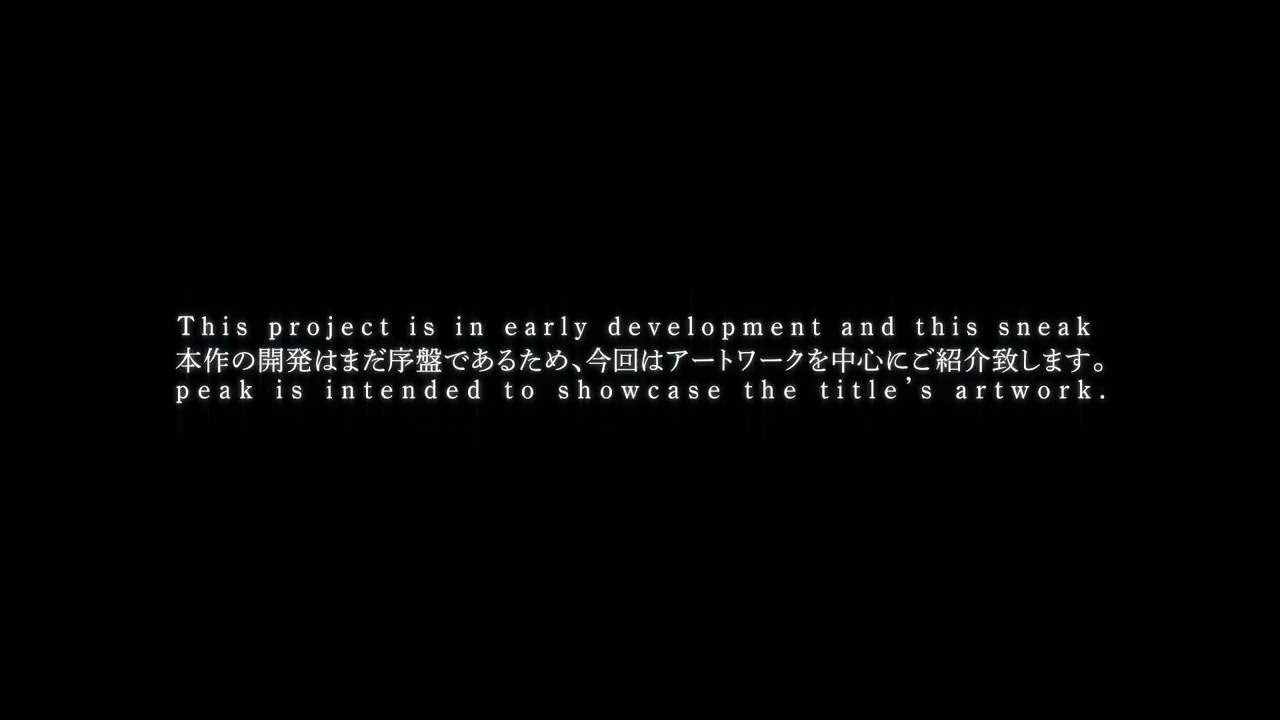 This project is in early development and this sneak
本作の開発はまだ序盤であるため、今回はアートワークを中心にご紹介致します。
peak is intended to showcase the title’s artwork.